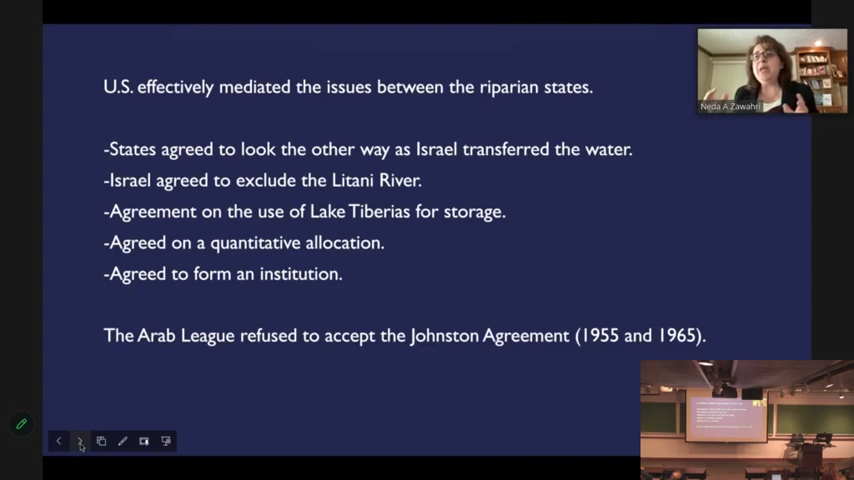 U.S. effectively mediated the issues between the riparian states.
-States agreed to look the other way as Israel transferred the water.
-Israel agreed to exclude the Litani River.
-Agreement on the use of Lake Tiberias for storage.
-Agreed on a quantitative allocation.
-Agreed to form an institution.
The Arab League refused to accept the Johnston Agreement (1955 and 1965).
Neda A Zawahri